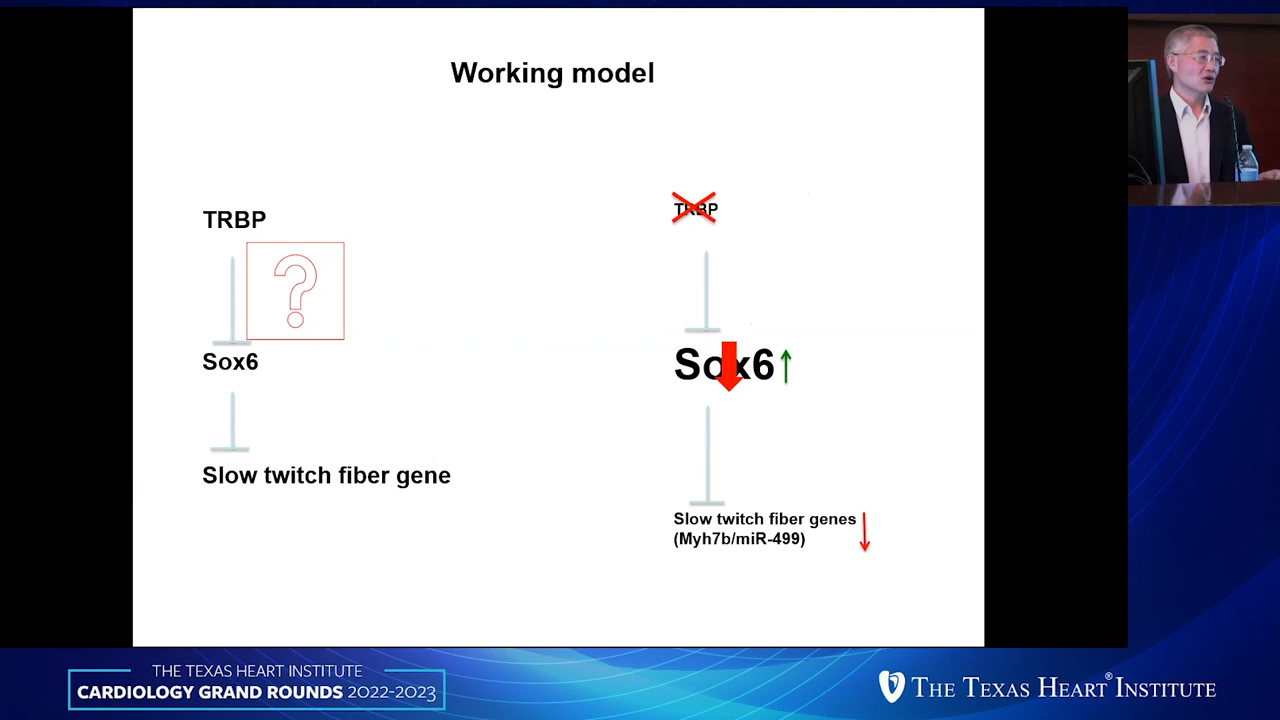 Working model
TRBP
?
Sox6
Slow twitch fiber gene
TRBP
Sox6
Slow twitch fiber genes
(Myh7b/miR-499)
THE TEXAS HEART INSTITUTE
CARDIOLOGY GRAND ROUNDS 2022-2023
THE TEXAS HEART® INSTITUTE